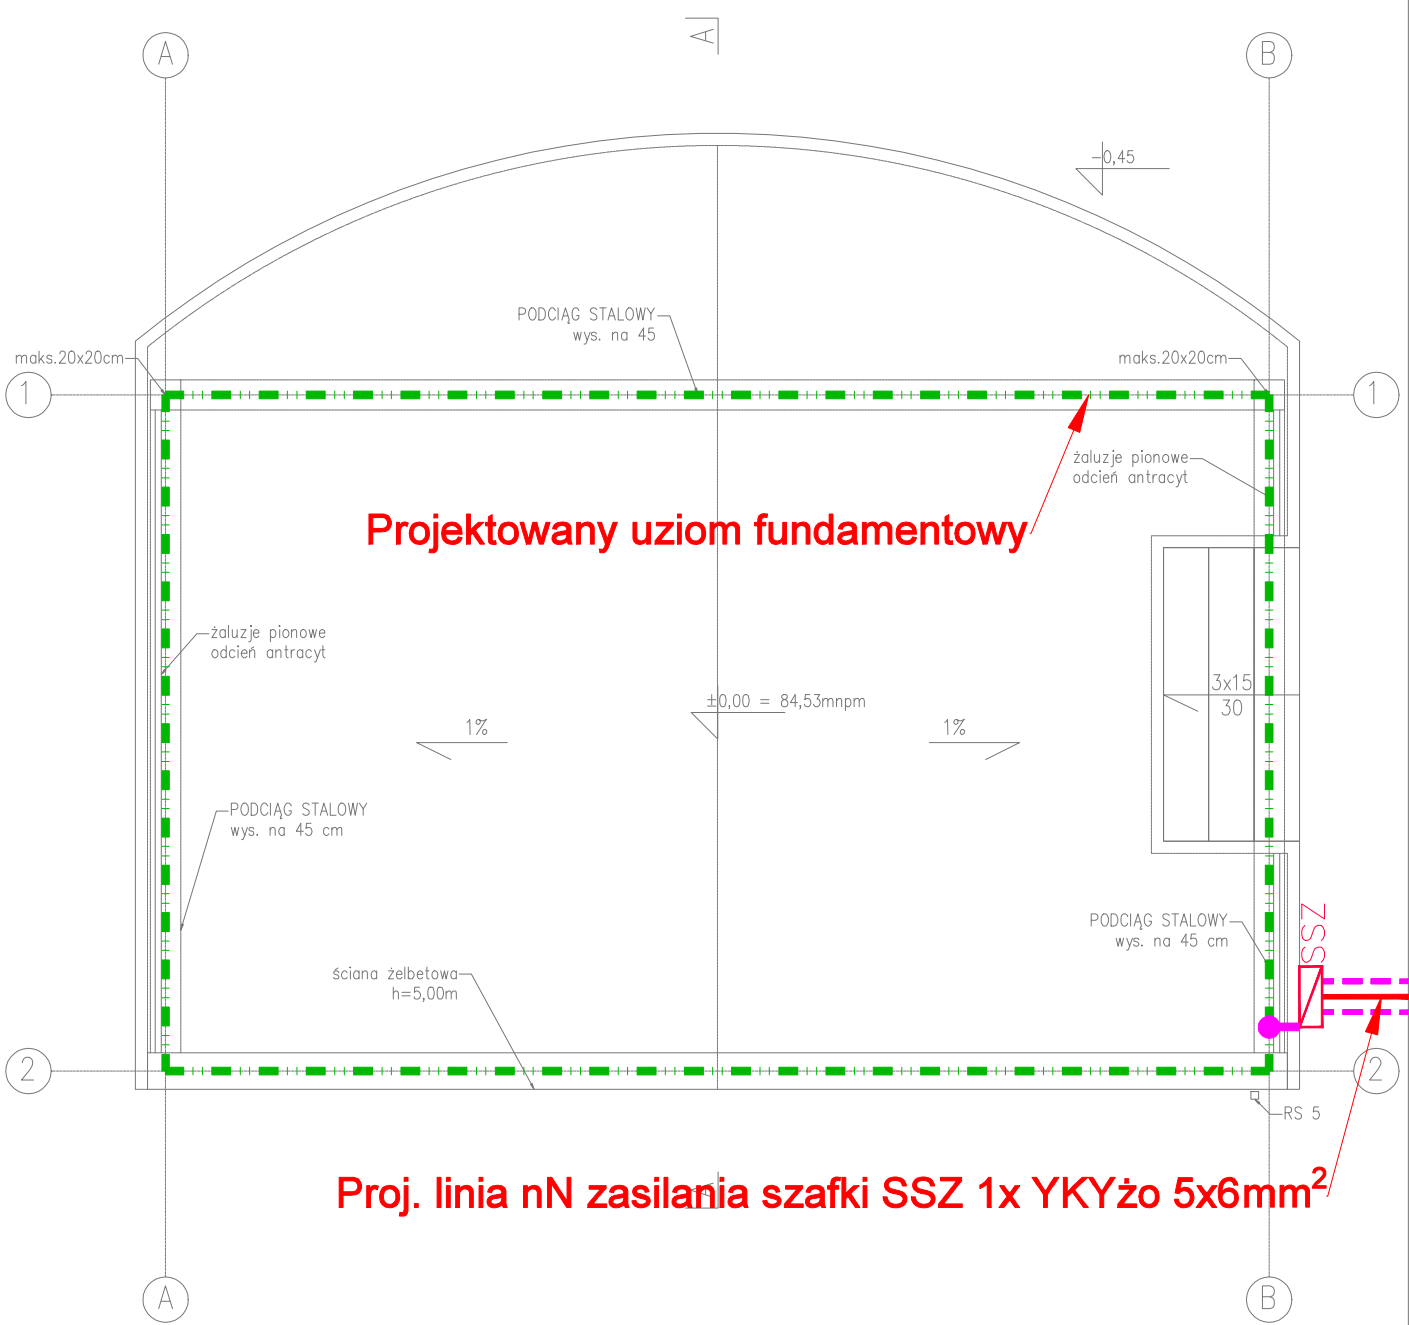 A
A
B
-0,45
PODCIĄG STALOWY
wys. na 45
maks.20x20cm
maks.20x20cm
1
1
żaluzje pionowe
odcień antracyt
Projektowany uziom fundamentowy
żaluzje pionowe
odcień antracyt
3x15
30
±0,00 = 84,53mnpm
1%
1%
PODCIĄG STALOWY
wys. na 45 cm
ZSS
PODCIĄG STALOWY
wys. na 45 cm
ściana żelbetowa
h=5,00m
2
2
RS 5
Proj. linia nN zasilania szafki SSZ 1x YKYżo 5x6mm²
A
A
B